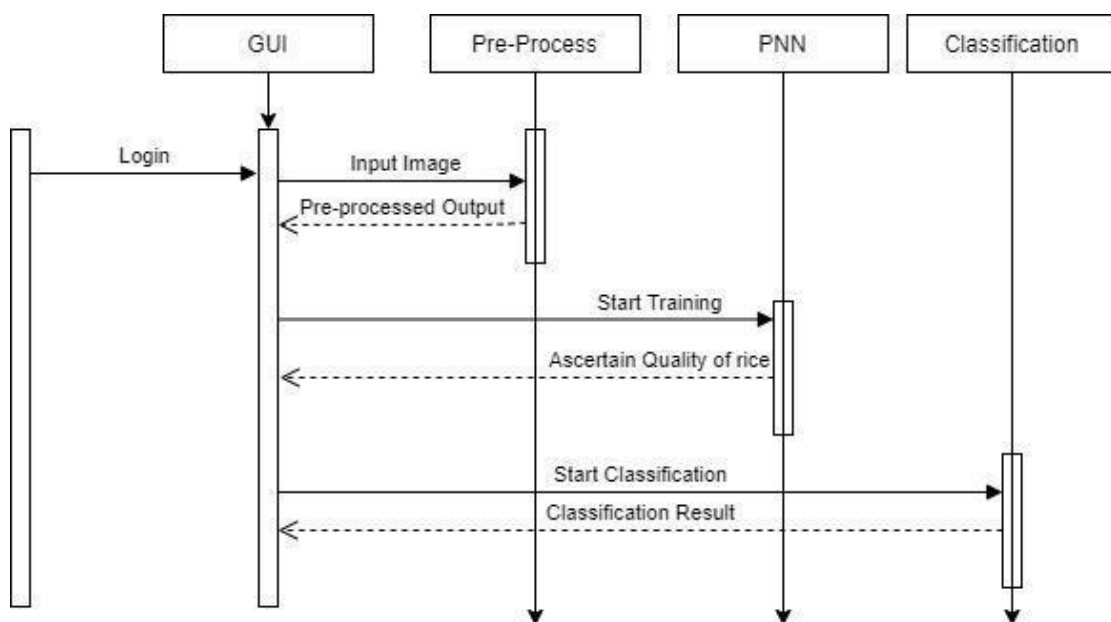 GUI
Pre-Process
PNN
Classification
Login
Input Image
Pre-processed Output
Start Training
Ascertain Quality of rice
Start Classification
Classification Result